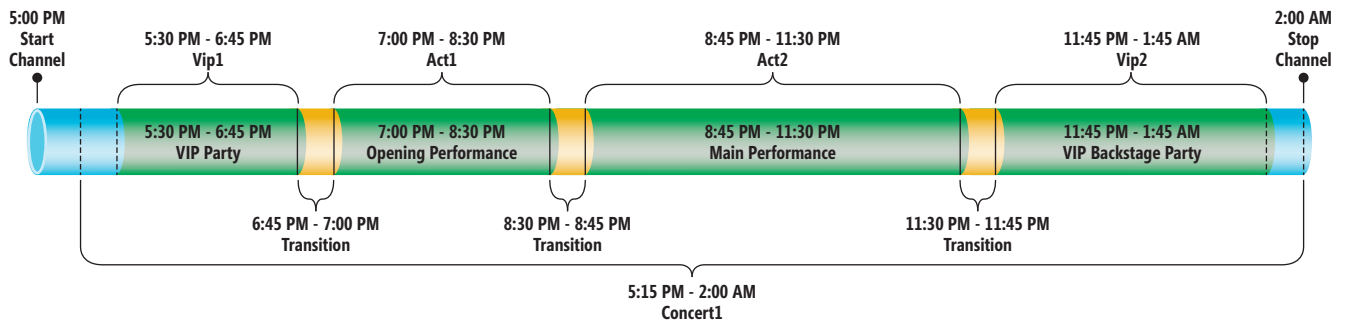 5:00 PM
Start
Channel
5:30 PM - 6:45 PM
Vip1
7:00 PM - 8:30 PM
Act1
8:45 PM - 11:30 PM
Act2
11:45 PM - 1:45 AM
Vip2
2:00 AM
Stop
Channel
5:30 PM - 6:45 PM
VIP Party
7:00 PM - 8:30 PM
Opening Performance
8:45 PM - 11:30 PM
Main Performance
11:45 PM - 1:45 AM
VIP Backstage Party
6:45 PM - 7:00 PM
Transition
8:30 PM - 8:45 PM
Transition
11:30 PM - 11:45 PM
Transition
5:15 PM - 2:00 AM
Concert1